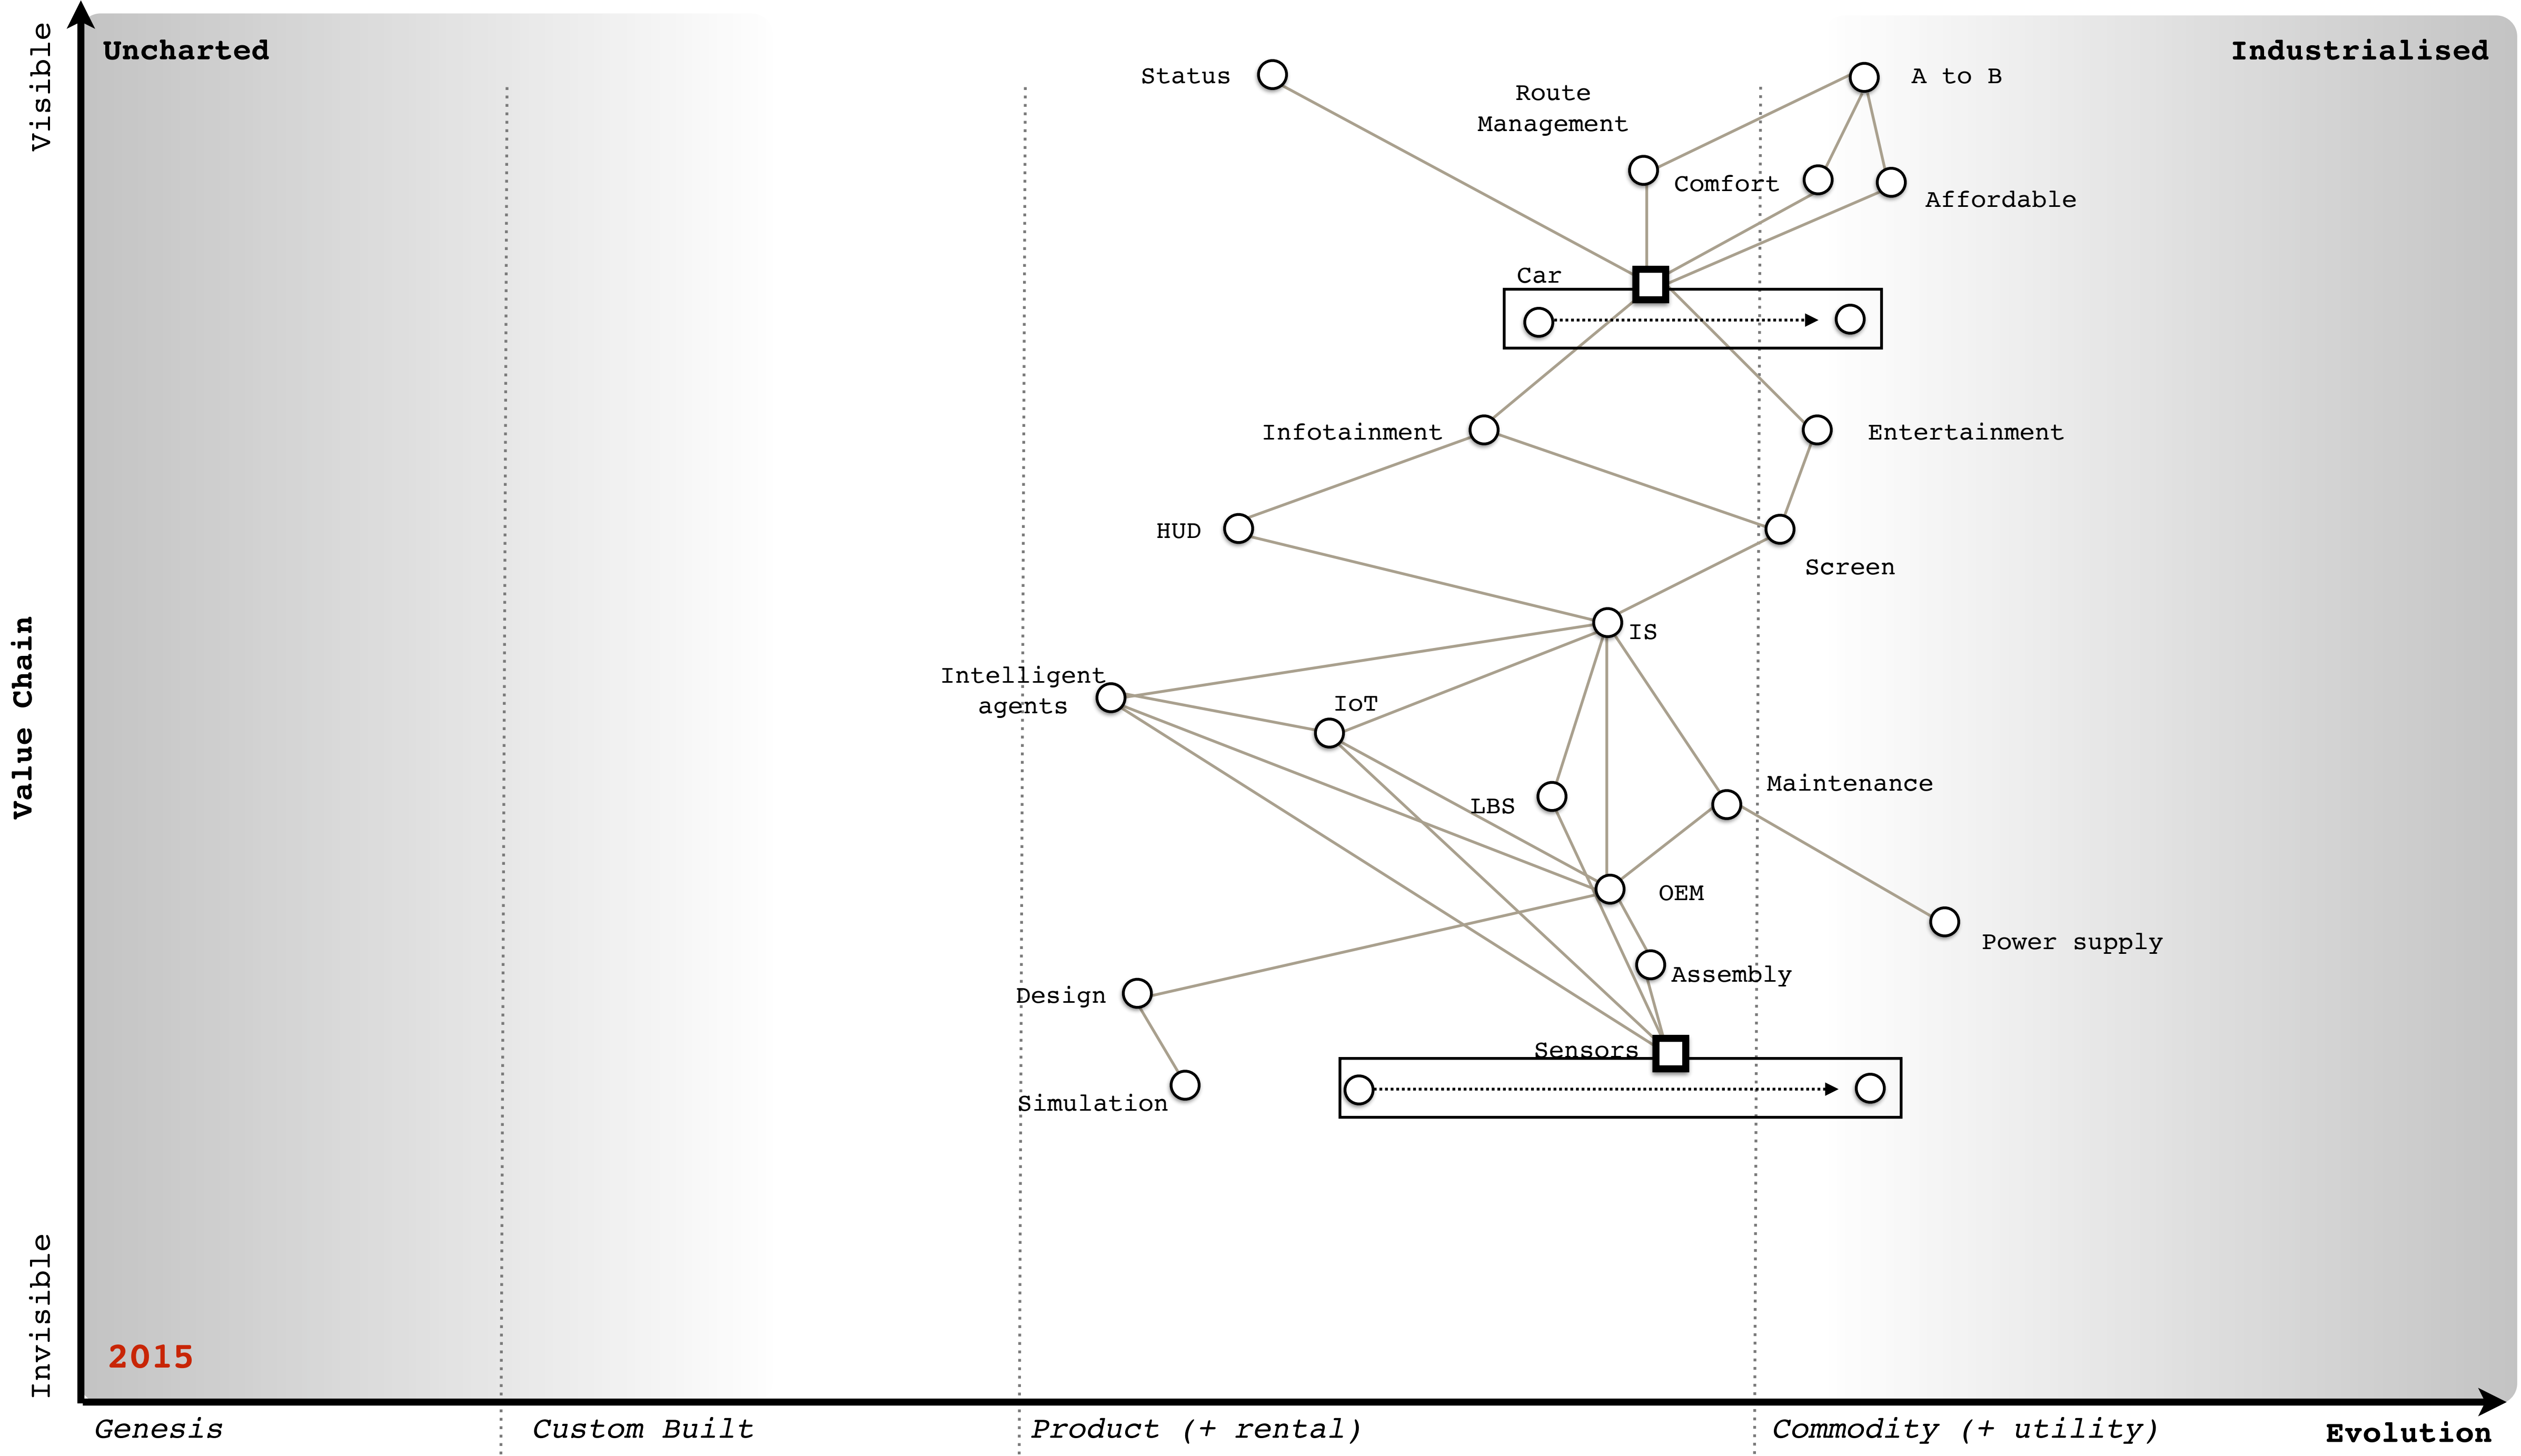 Visible
Uncharted
Industrialised
Status
Route
Management
A to B
Comfort
Affordable
Car
Infotainment
Entertainment
HUD
Screen
IS
Value Chain
Intelligent
agents
IoT
LBS
Maintenance
OEM
Power supply
Design
Assembly
Sensors
Simulation
Invisible
2015
Genesis
Custom Built
Product (+ rental)
Commodity (+ utility)
Evolution